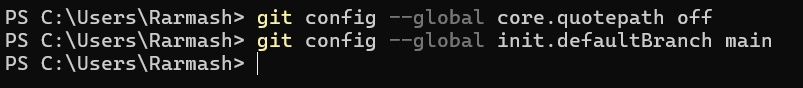 PS C:\Users\Rarmash> git config --global core.quotepath off
PS C:\Users\Rarmash> git config --global init.defaultBranch main
PS C:\Users\Rarmash>